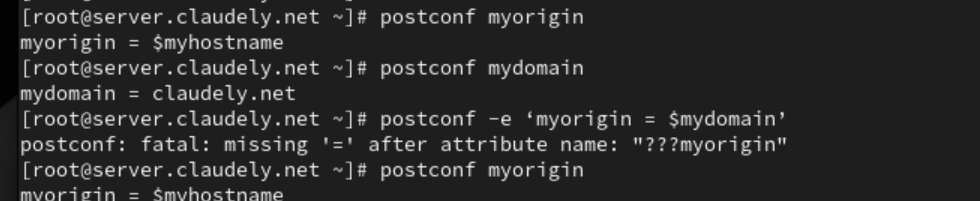 [root@server.claudely.net ~]# postconf myorigin
myorigin = $myhostname
[root@server.claudely.net ~]# postconf mydomain
mydomain = claudely.net
[root@server.claudely.net ~]# postconf -e ‘myorigin = $mydomain’
postconf: fatal: missing '=' after attribute name: "???myorigin"
[root@server.claudely.net ~]# postconf myorigin
myorigin = $myhostname